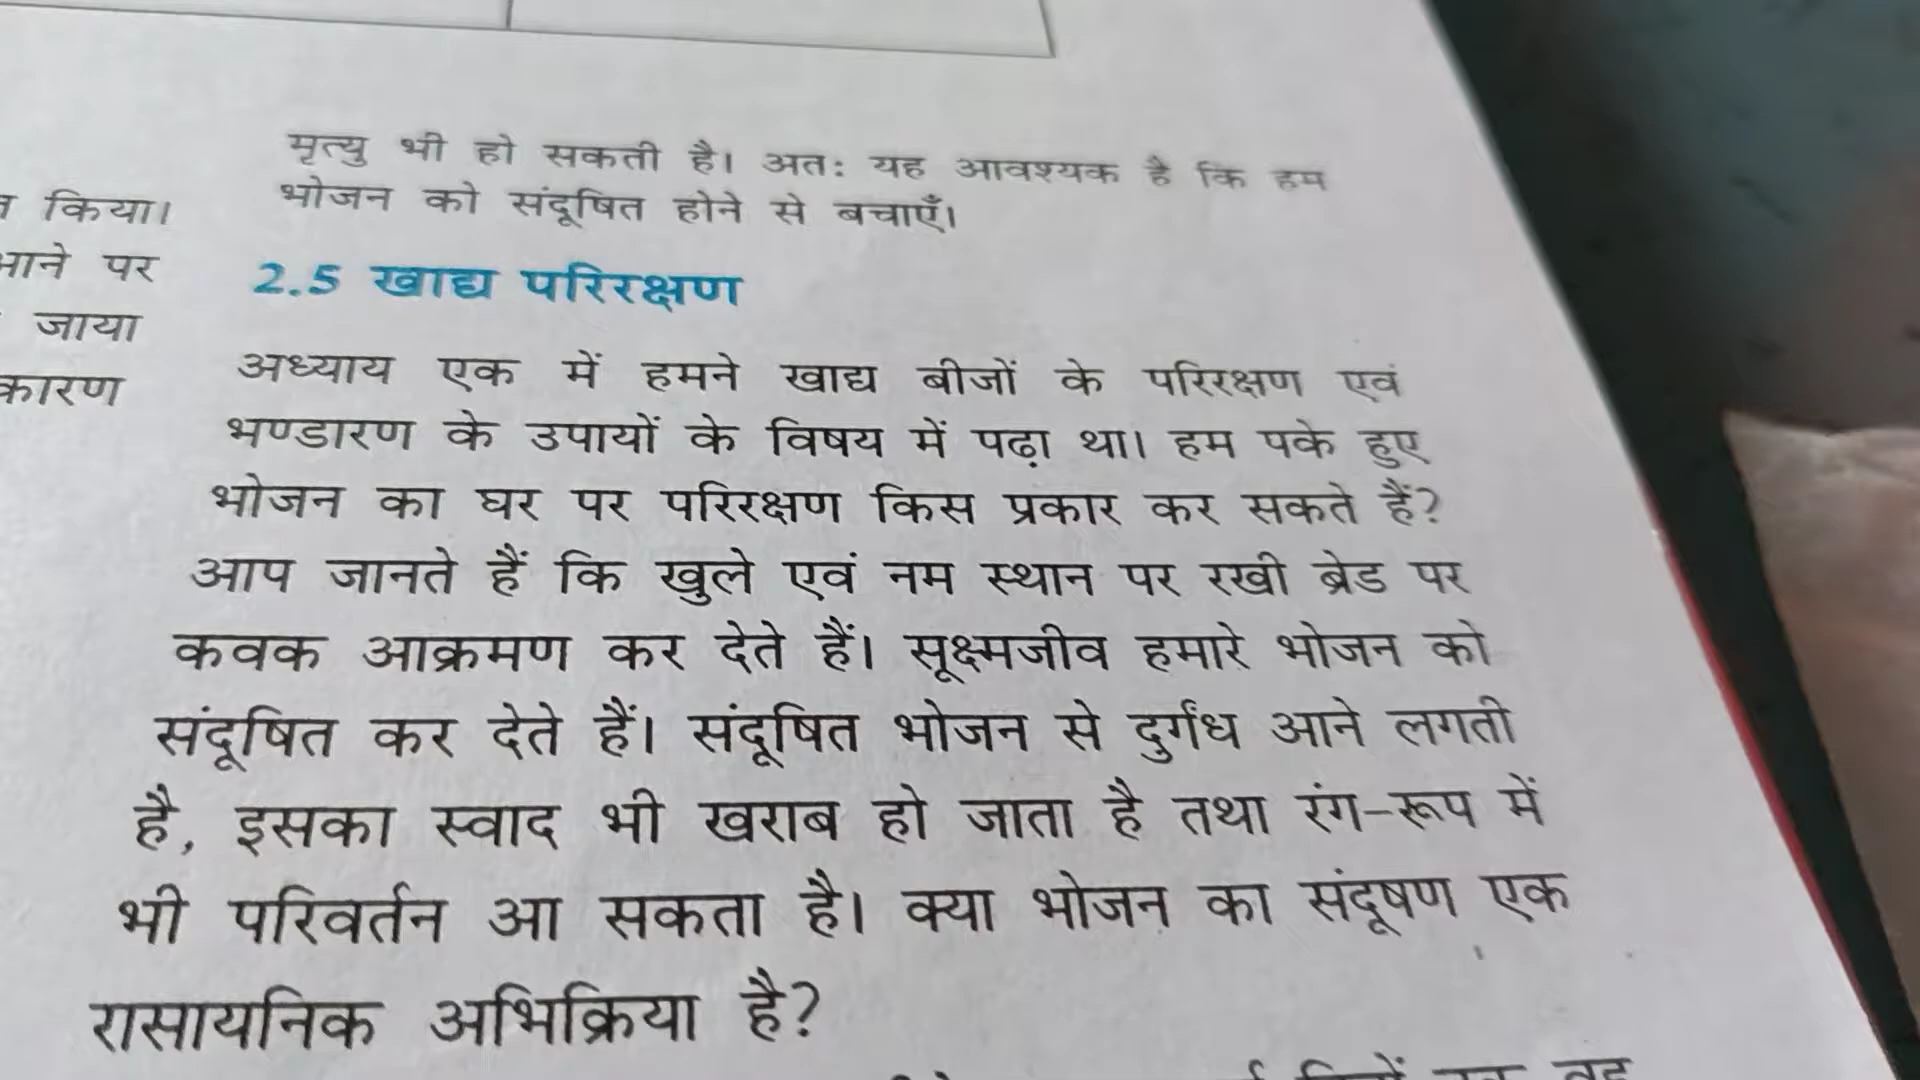 किया।
आने पर
जाया
कारण
मृत्यु भी हो सकती है। अतः यह आवश्यक है कि हम
भोजन को संदूषित होने से बचाएँ।
2.5 खाद्य परिरक्षण
अध्याय एक में हमने खाद्य बीजों के परिरक्षण एवं
भण्डारण के उपायों के विषय में पढ़ा था। हम पके हुए
भोजन का घर पर परिरक्षण किस प्रकार कर सकते हैं?
आप जानते हैं कि खुले एवं नम स्थान पर रखी ब्रेड पर
कवक आक्रमण कर देते हैं। सूक्ष्मजीव हमारे भोजन को
संदूषित कर देते हैं। संदूषित भोजन से दुर्गंध आने लगती
है, इसका स्वाद भी खराब हो जाता है तथा रंग-रूप में
भी परिवर्तन आ सकता है। क्या भोजन का संदूषण एक
रासायनिक अभिक्रिया है?